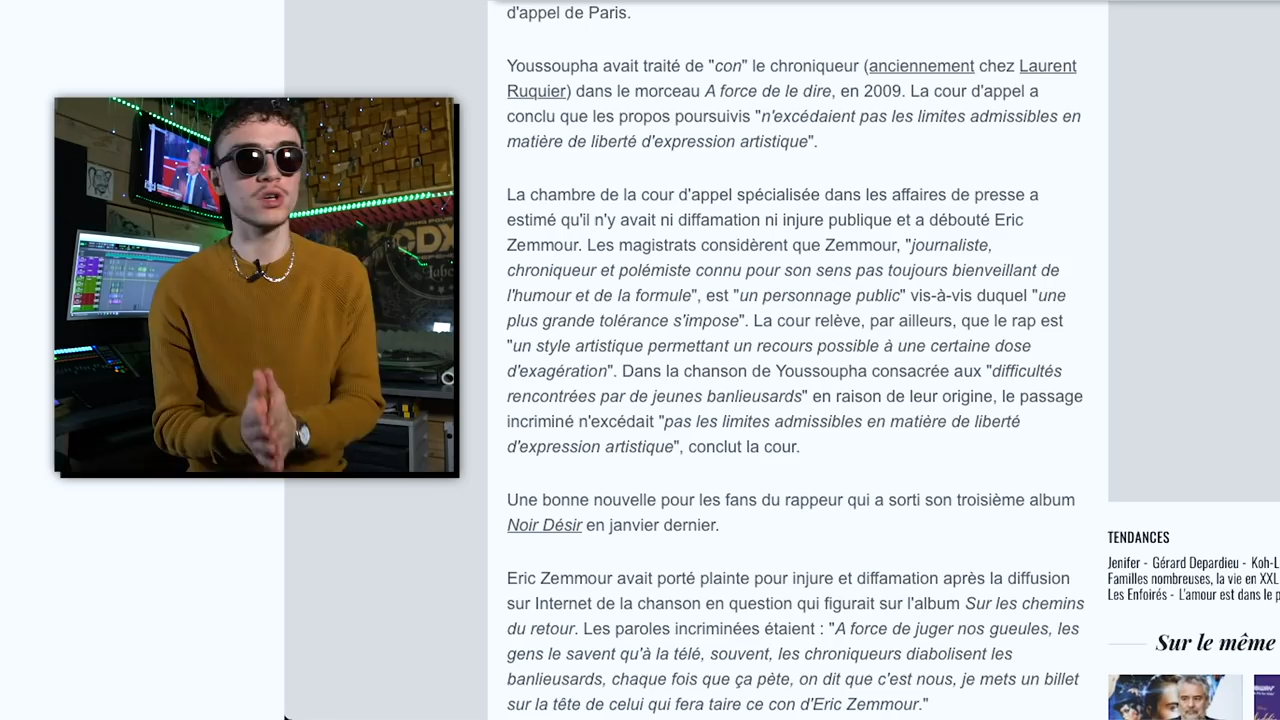 d'appel de Paris.
Youssoupha avait traité de "con" le chroniqueur (anciennement chez Laurent
Ruquier) dans le morceau A force de le dire, en 2009. La cour d'appel a
conclu que les propos poursuivis "n'excédaient pas les limites admissibles en
matière de liberté d'expression artistique".
La chambre de la cour d'appel spécialisée dans les affaires de presse a
estimé qu'il n'y avait ni diffamation ni injure publique et a débouté Eric
Zemmour. Les magistrats considèrent que Zemmour, "journaliste,
chroniqueur et polémiste connu pour son sens pas toujours bienveillant de
l'humour et de la formule", est "un personnage public" vis-à-vis duquel "une
plus grande tolérance s'impose". La cour relève, par ailleurs, que le rap est
"un style artistique permettant un recours possible à une certaine dose
d'exagération". Dans la chanson de Youssoupha consacrée aux "difficultés
rencontrées par de jeunes banlieusards" en raison de leur origine, le passage
incriminé n'excédait "pas les limites admissibles en matière de liberté
d'expression artistique", conclut la cour.
Une bonne nouvelle pour les fans du rappeur qui a sorti son troisième album
Noir Désir en janvier dernier.
Eric Zemmour avait porté plainte pour injure et diffamation après la diffusion
sur Internet de la chanson en question qui figurait sur l'album Sur les chemins
du retour. Les paroles incriminées étaient : "A force de juger nos gueules, les
gens le savent qu'à la télé, souvent, les chroniqueurs diabolisent les
banlieusards, chaque fois que ça pète, on dit que c'est nous, je mets un billet
sur la tête de celui qui fera taire ce con d'Eric Zemmour."
TENDANCES
Jenifer - Gérard Depardieu - Koh-L
Familles nombreuses, la vie en XXL
Les Enfoirés - L'amour est dans le p
Sur le même
CDX
Labo